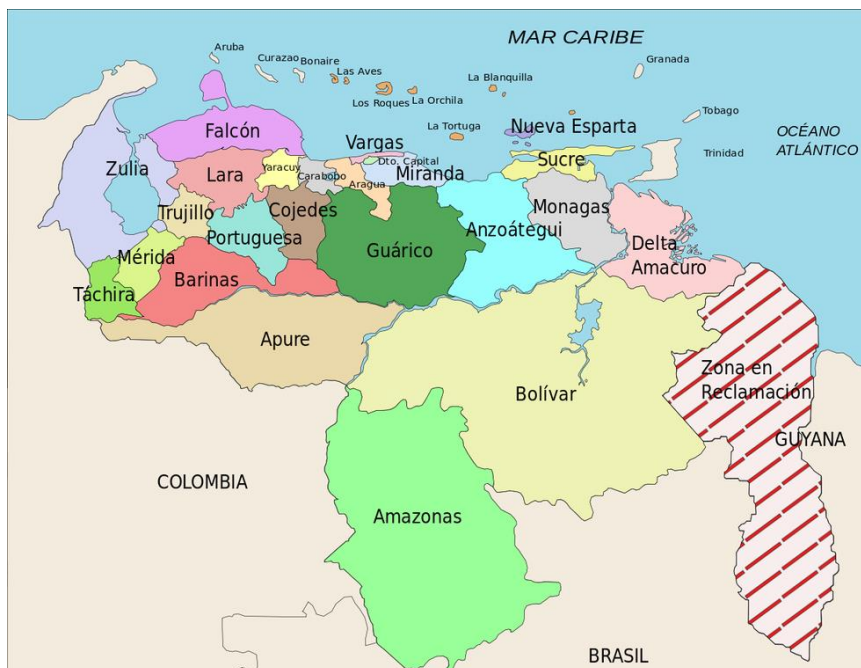 MAR CARIBE
Aruba
Curazao
Bonaire
Las Aves
Los Roques
La Orchila
La Blanquilla
Granada
La Tortuga
Tobago
Nueva Esparta
OCÉANO
ATLÁNTICO
Trinidad
Falcón
Vargas
Dto. Capital
Sucre
Zulia
Lara
Yaracuy
Carabobo
Aragua
Miranda
Trujillo
Cojedes
Monagas
Portuguesa
Guárico
Anzoátegui
Delta
Amacuro
Mérida
Barinas
Táchira
Apure
Bolívar
Zona en
Reclamación
GUYANA
COLOMBIA
Amazonas
BRASIL